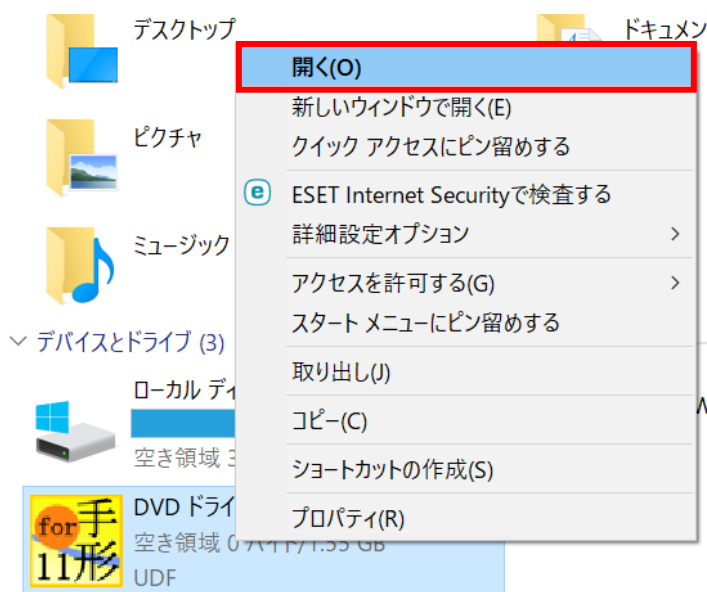 デスクトップ
ドキュメン
開く(O)
新しいウィンドウで開く(E)
クイック アクセスにピン留めする
ピクチャ
ESET Internet Securityで検査する
詳細設定オプション
ミュージック
アクセスを許可する(G)
スタート メニューにピン留めする
デバイスとドライブ (3)
取り出し(J)
ローカル ディ
コピー(C)
空き領域 3
ショートカットの作成(S)
for 手形 11
DVD ドライ
プロパティ(R)
空き領域 0 バイト/1.55 GB
UDF